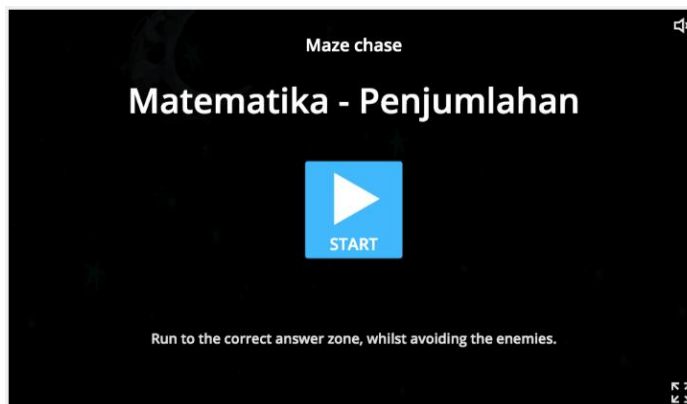 Maze chase
Matematika - Penjumlahan
START
Run to the correct answer zone, whilst avoiding the enemies.